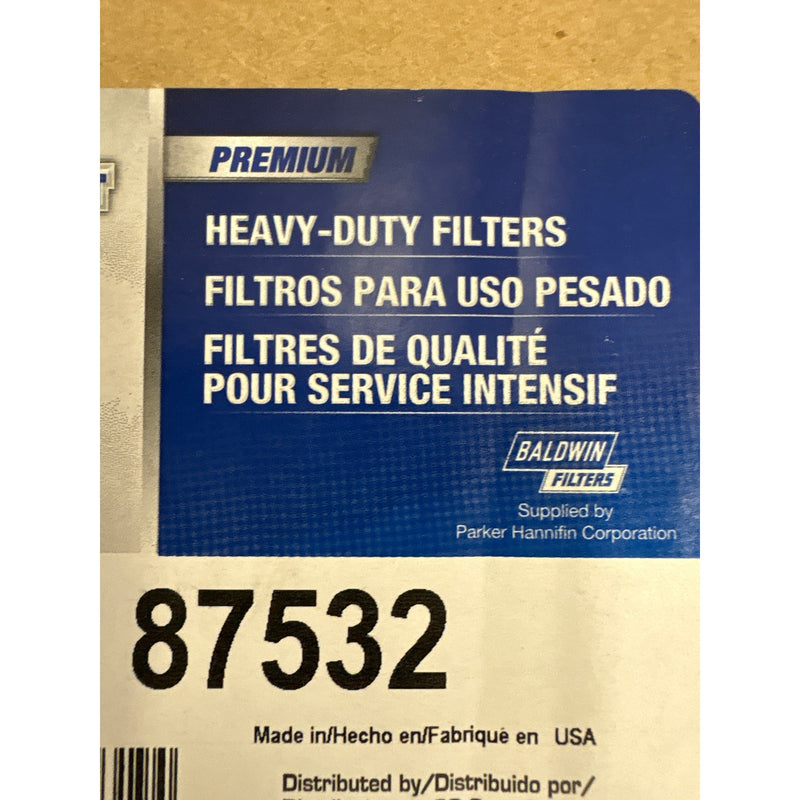 PREMIUM
HEAVY-DUTY FILTERS
FILTROS PARA USO PESADO
FILTRES DE QUALITÉ
POUR SERVICE INTENSIF
BALDWIN
FILTERS
Supplied by
Parker Hannifin Corporation
87532
Made in/Hecho en/Fabriqué en USA
Distributed by/Distribuido por/